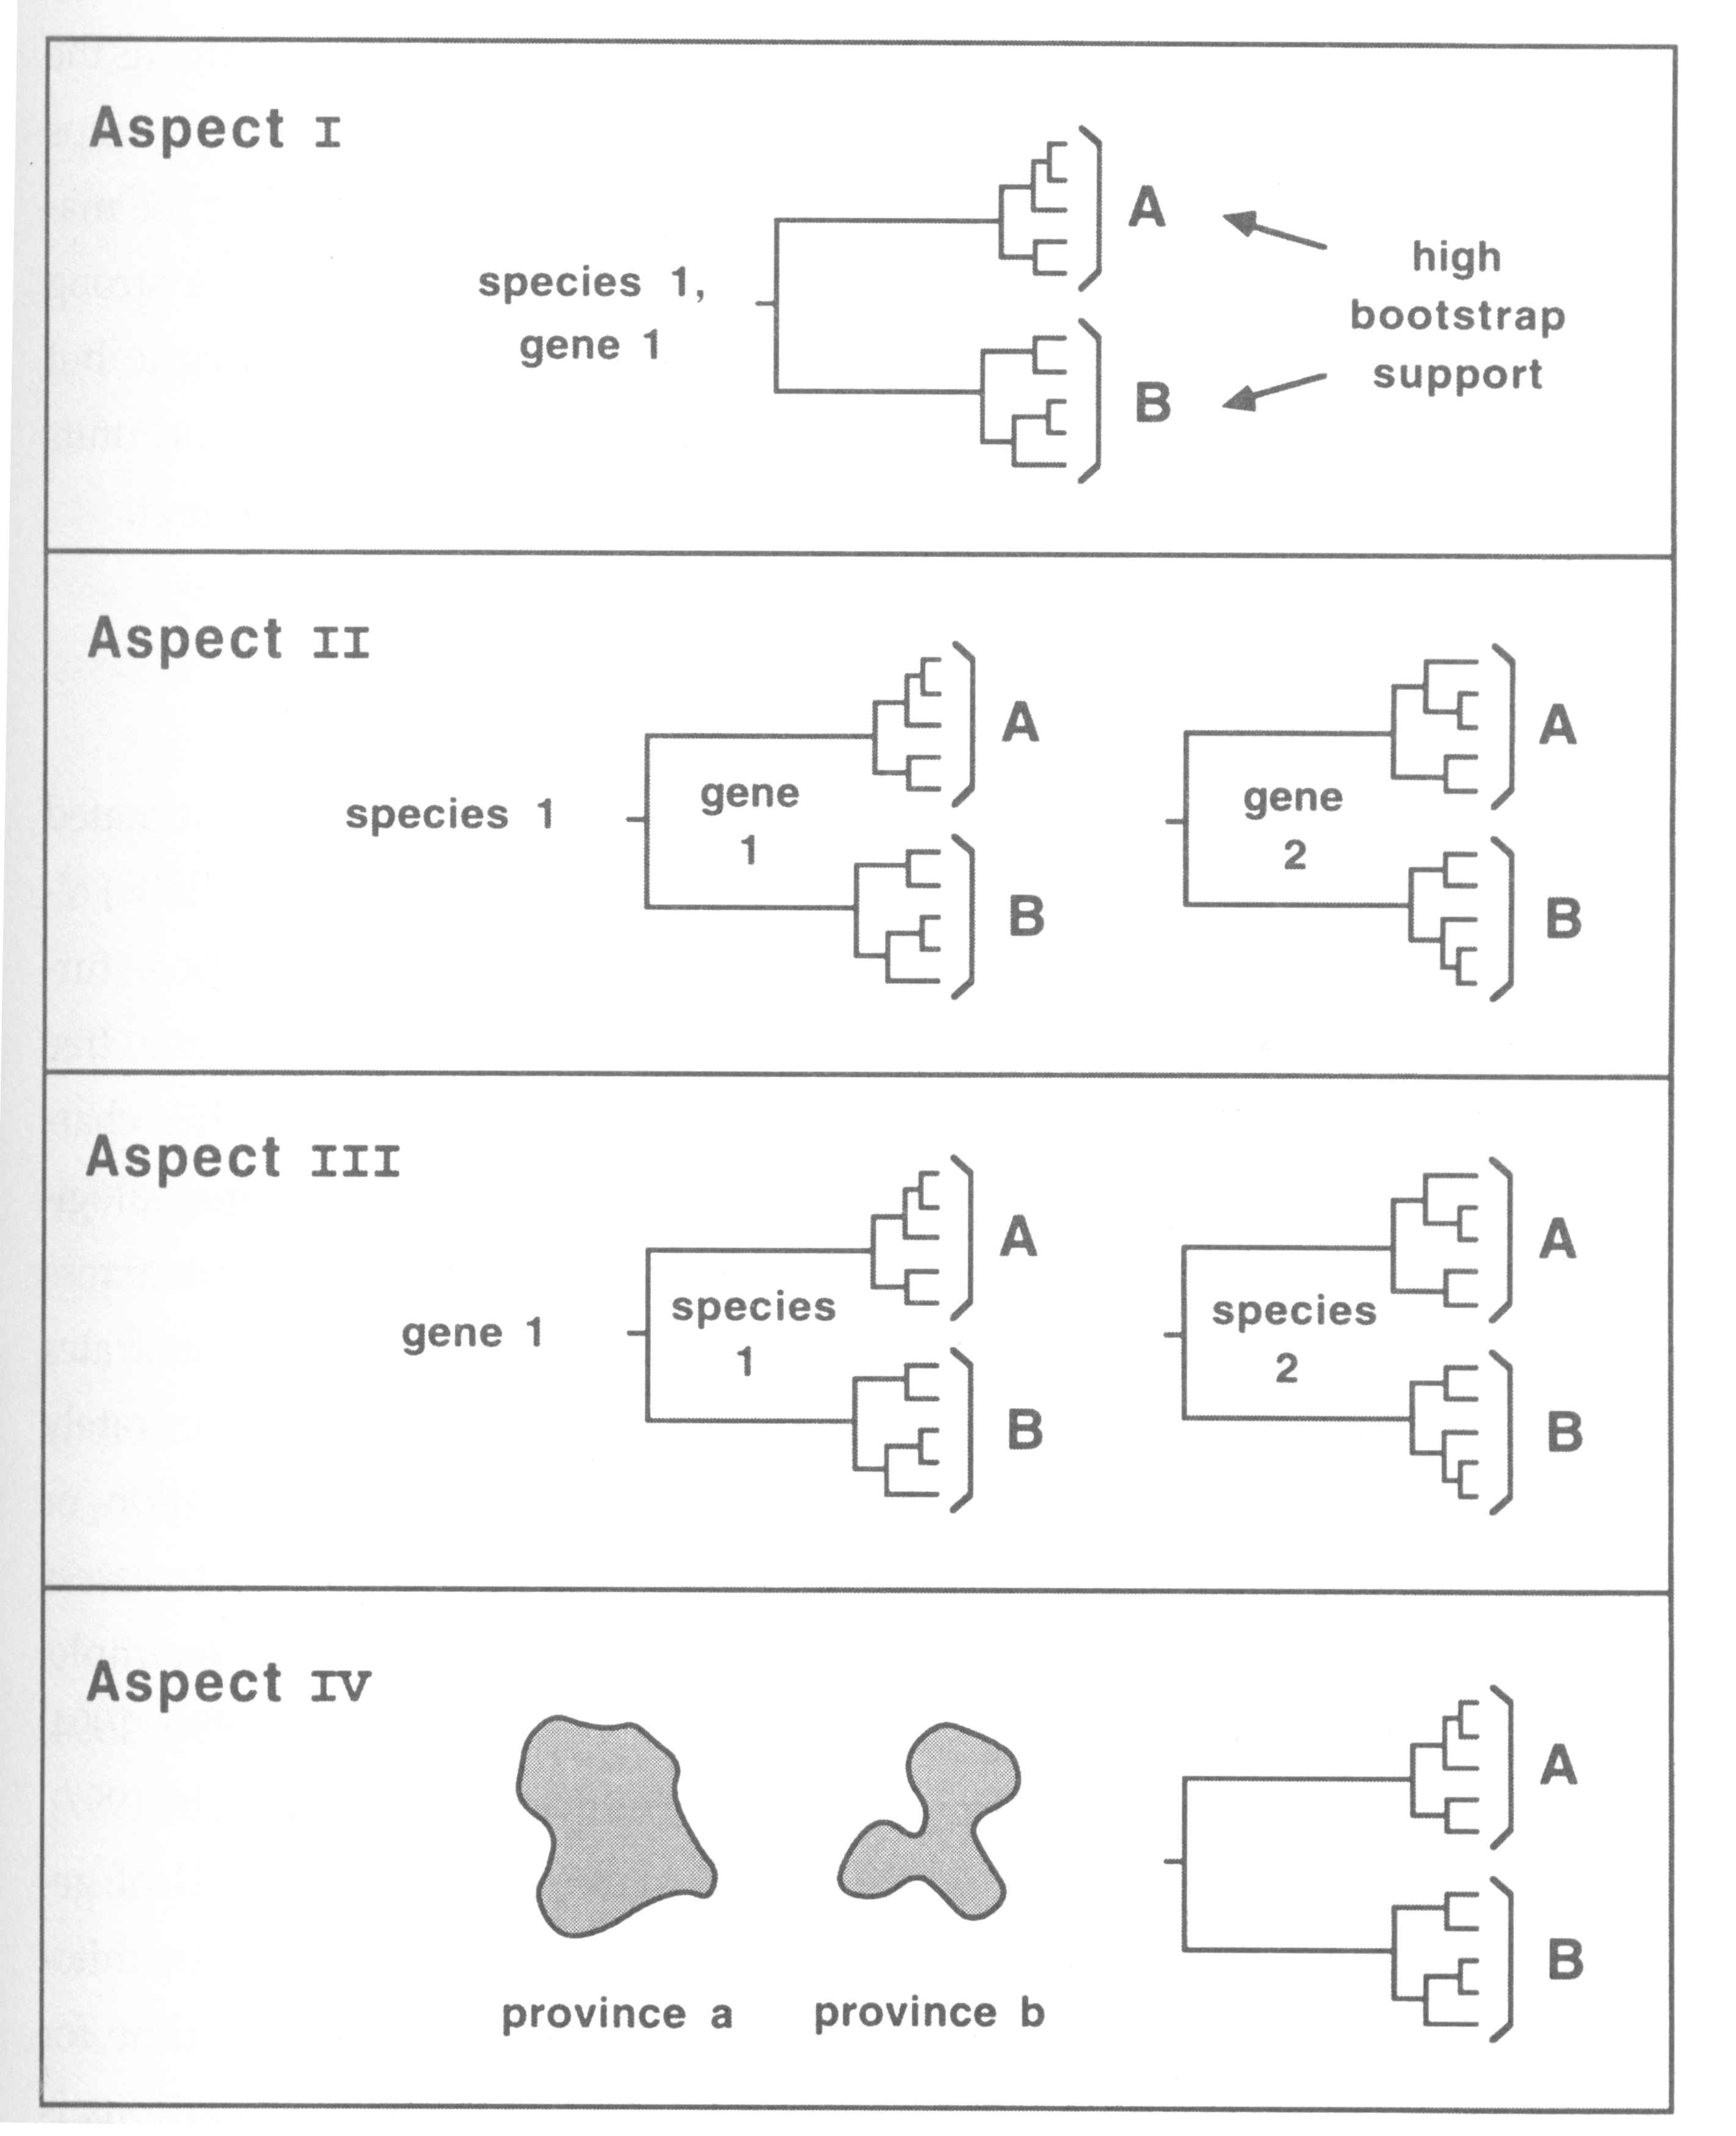 Aspect I
A
species 1,
gene 1
high
bootstrap
support
B
Aspect II
species 1
gene
1
A
B
gene
2
A
B
Aspect III
gene 1
species
1
A
B
species
2
A
B
Aspect IV
province a
province b
A
B